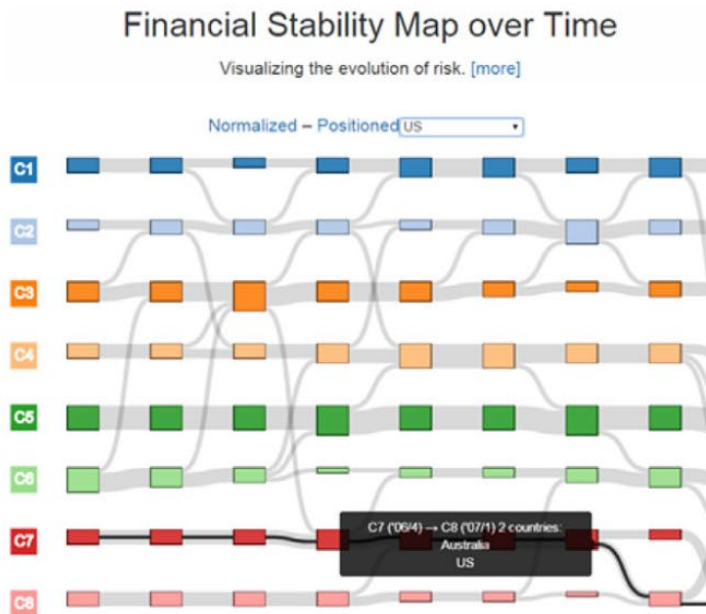 Financial Stability Map over Time
Visualizing the evolution of risk. [more]
Normalized – Positioned US
C1
C2
C3
C4
C5
C6
C7
C7 ('06/4) → C8 ('07/1) 2 countries:
Australia
US
C8